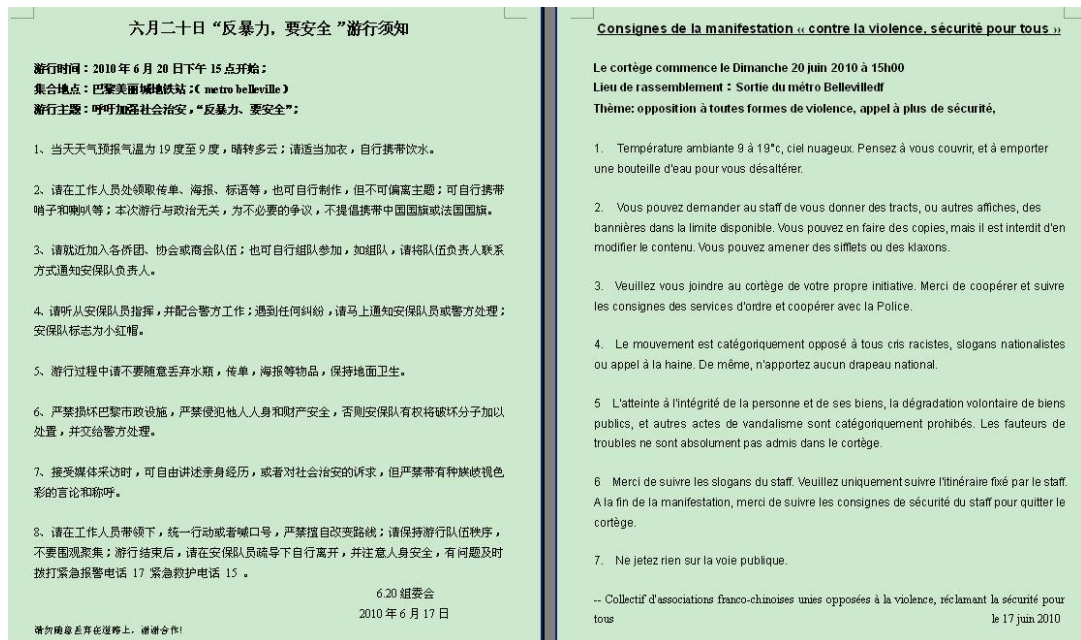 六月二十日“反暴力，要安全”游行须知
游行时间：2010年6月20日下午15点开始；
集合地点：巴黎美丽城地铁站；( metro belleville )
游行主题：呼吁加强社会治安，“反暴力、要安全”；
1、当天天气预报气温为 19 度至 9 度，晴转多云；请适当加衣，自行携带饮水。
2、请在工作人员处领取传单、海报、标语等，也可自行制作，但不可偏离主题；可自行携带
哨子和喇叭等；本次游行与政治无关，为不必要的争议，不提倡携带中国国旗或法国国旗。
3、请就近加入各侨团、协会或商会队伍；也可自行组队参加，如组队，请将队伍负责人联系
方式通知安保队负责人。
4、请听从安保队员指挥，并配合警方工作；遇到任何纠纷，请马上通知安保队员或警方处理；
安保队标志为小红帽。
5、游行过程中请不要随意丢弃水瓶，传单，海报等物品，保持地面卫生。
6、严禁损坏巴黎市政设施，严禁侵犯他人人身和财产安全，否则安保队有权将破坏分子加以
处置，并交给警方处理。
7、接受媒体采访时，可自由讲述亲身经历，或者对社会治安的诉求，但严禁带有种族歧视色
彩的言论和称呼。
8、请在工作人员带领下，统一行动或者喊口号，严禁擅自改变路线；请保持游行队伍秩序，
不要围观聚集；游行结束后，请在安保队员疏导下自行离开，并注意人身安全，有问题及时
拨打紧急报警电话 17 紧急救护电话 15 。
6.20 组委会
2010 年 6 月 17 日
请勿随意丢弃在道路上，谢谢合作!
Consignes de la manifestation « contre la violence, sécurité pour tous »
Le cortège commence le Dimanche 20 juin 2010 à 15h00
Lieu de rassemblement : Sortie du métro Bellevilledf
Thème: opposition à toutes formes de violence, appel à plus de sécurité,
1. Température ambiante 9 à 19°c, ciel nuageux. Pensez à vous couvrir, et à emporter
une bouteille d'eau pour vous désaltérer.
2. Vous pouvez demander au staff de vous donner des tracts, ou autres affiches, des
bannières dans la limite disponible. Vous pouvez en faire des copies, mais il est interdit d'en
modifier le contenu. Vous pouvez amener des sifflets ou des klaxons.
3. Veuillez vous joindre au cortège de votre propre initiative. Merci de coopérer et suivre
les consignes des services d'ordre et coopérer avec la Police.
4. Le mouvement est catégoriquement opposé à tous cris racistes, slogans nationalistes
ou appel à la haine. De même, n'apportez aucun drapeau national.
5 L'atteinte à l'intégrité de la personne et de ses biens, la dégradation volontaire de biens
publics, et autres actes de vandalisme sont catégoriquement prohibés. Les fauteurs de
troubles ne sont absolument pas admis dans le cortège.
6 Merci de suivre les slogans du staff. Veuillez uniquement suivre l'itinéraire fixé par le staff.
A la fin de la manifestation, merci de suivre les consignes de sécurité du staff pour quitter le
cortège.
7. Ne jetez rien sur la voie publique.
-- Collectif d'associations franco-chinoises unies opposées à la violence, réclamant la sécurité pour
tous le 17 juin 2010